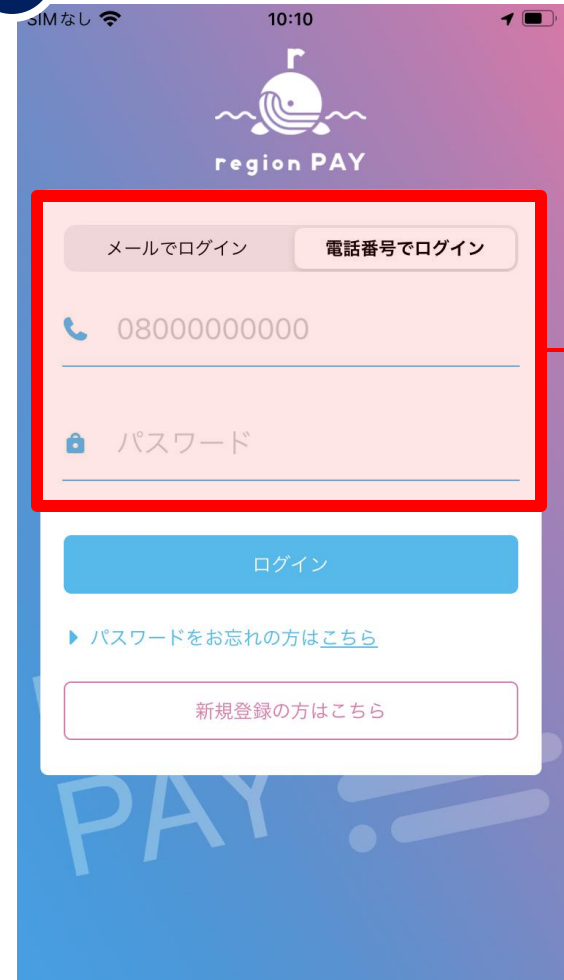 SIMなし 10:10
region PAY
メールでログイン 電話番号でログイン
08000000000
パスワード
ログイン
パスワードをお忘れの方はこちら
新規登録の方はこちら
PAY